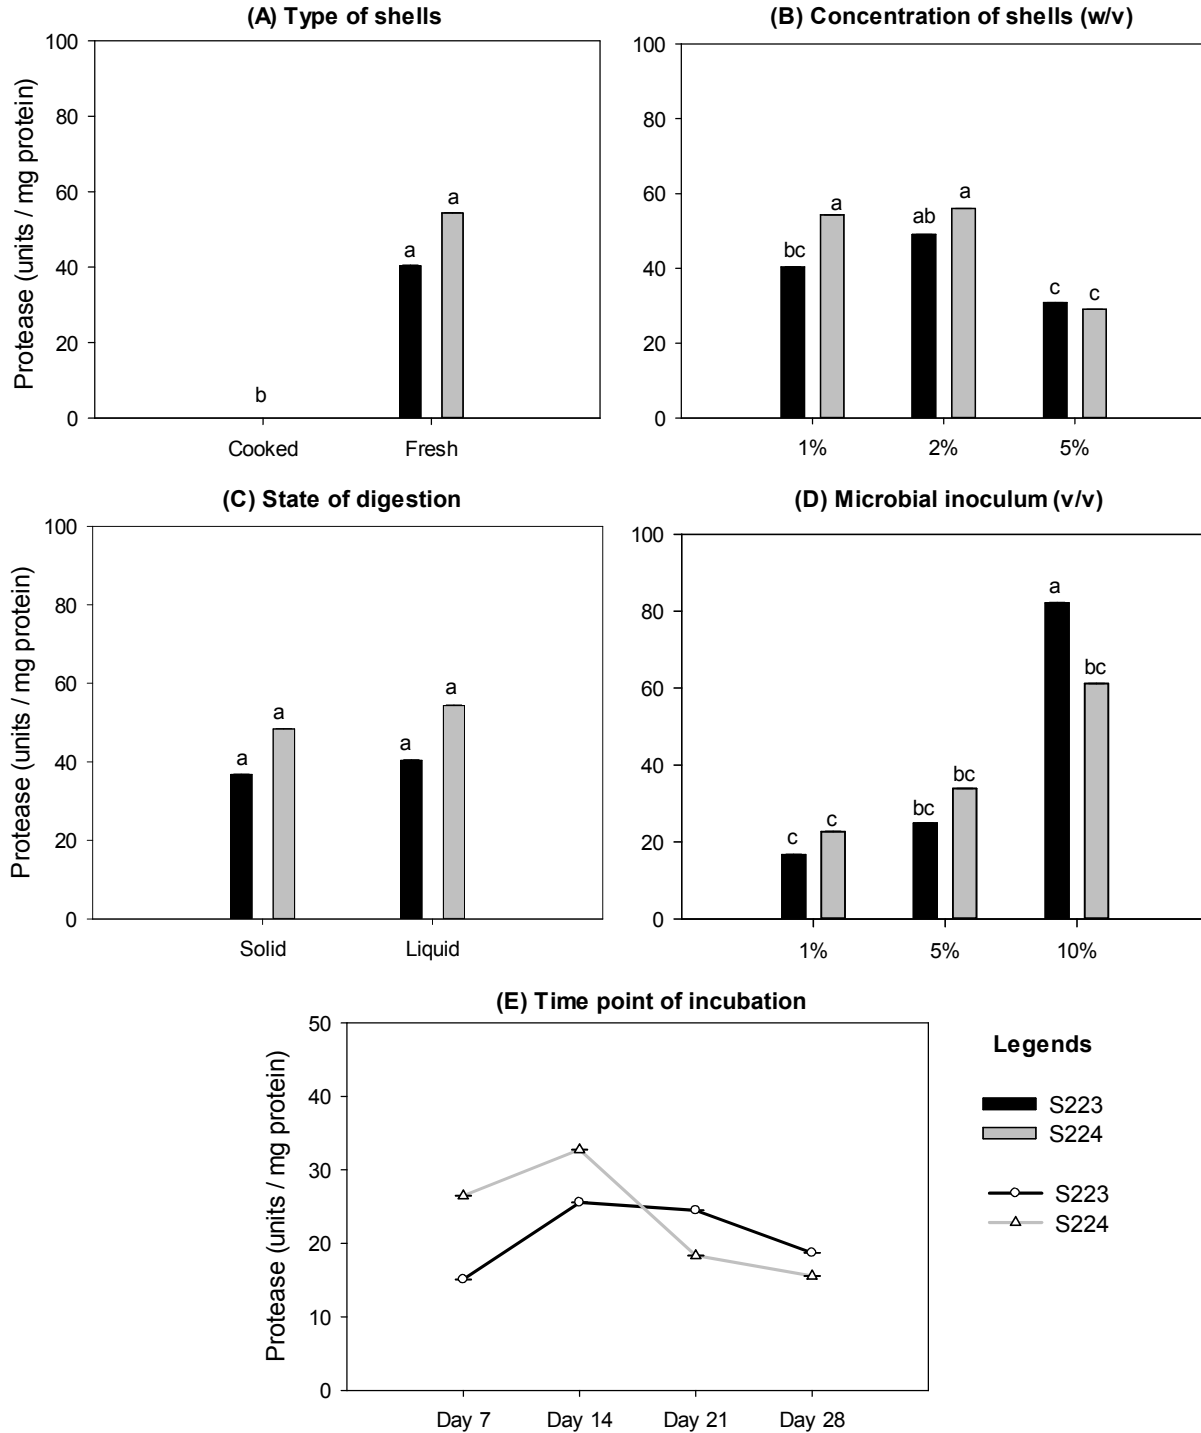 (A) Type of shells
Protease (units / mg protein)
100
80
60
40
20
0
b
a
a
Cooked
Fresh
(B) Concentration of shells (w/v)
100
80
60
40
20
0
bc
a
ab
a
c
c
1%
2%
5%
(C) State of digestion
Protease (units / mg protein)
100
80
60
40
20
0
a
a
a
a
Solid
Liquid
(D) Microbial inoculum (v/v)
100
80
60
40
20
0
c
c
bc
bc
a
bc
1%
5%
10%
(E) Time point of incubation
Protease (units / mg protein)
50
40
30
20
10
0
Day 7
Day 14
Day 21
Day 28
Legends
S223
S224
S223
S224